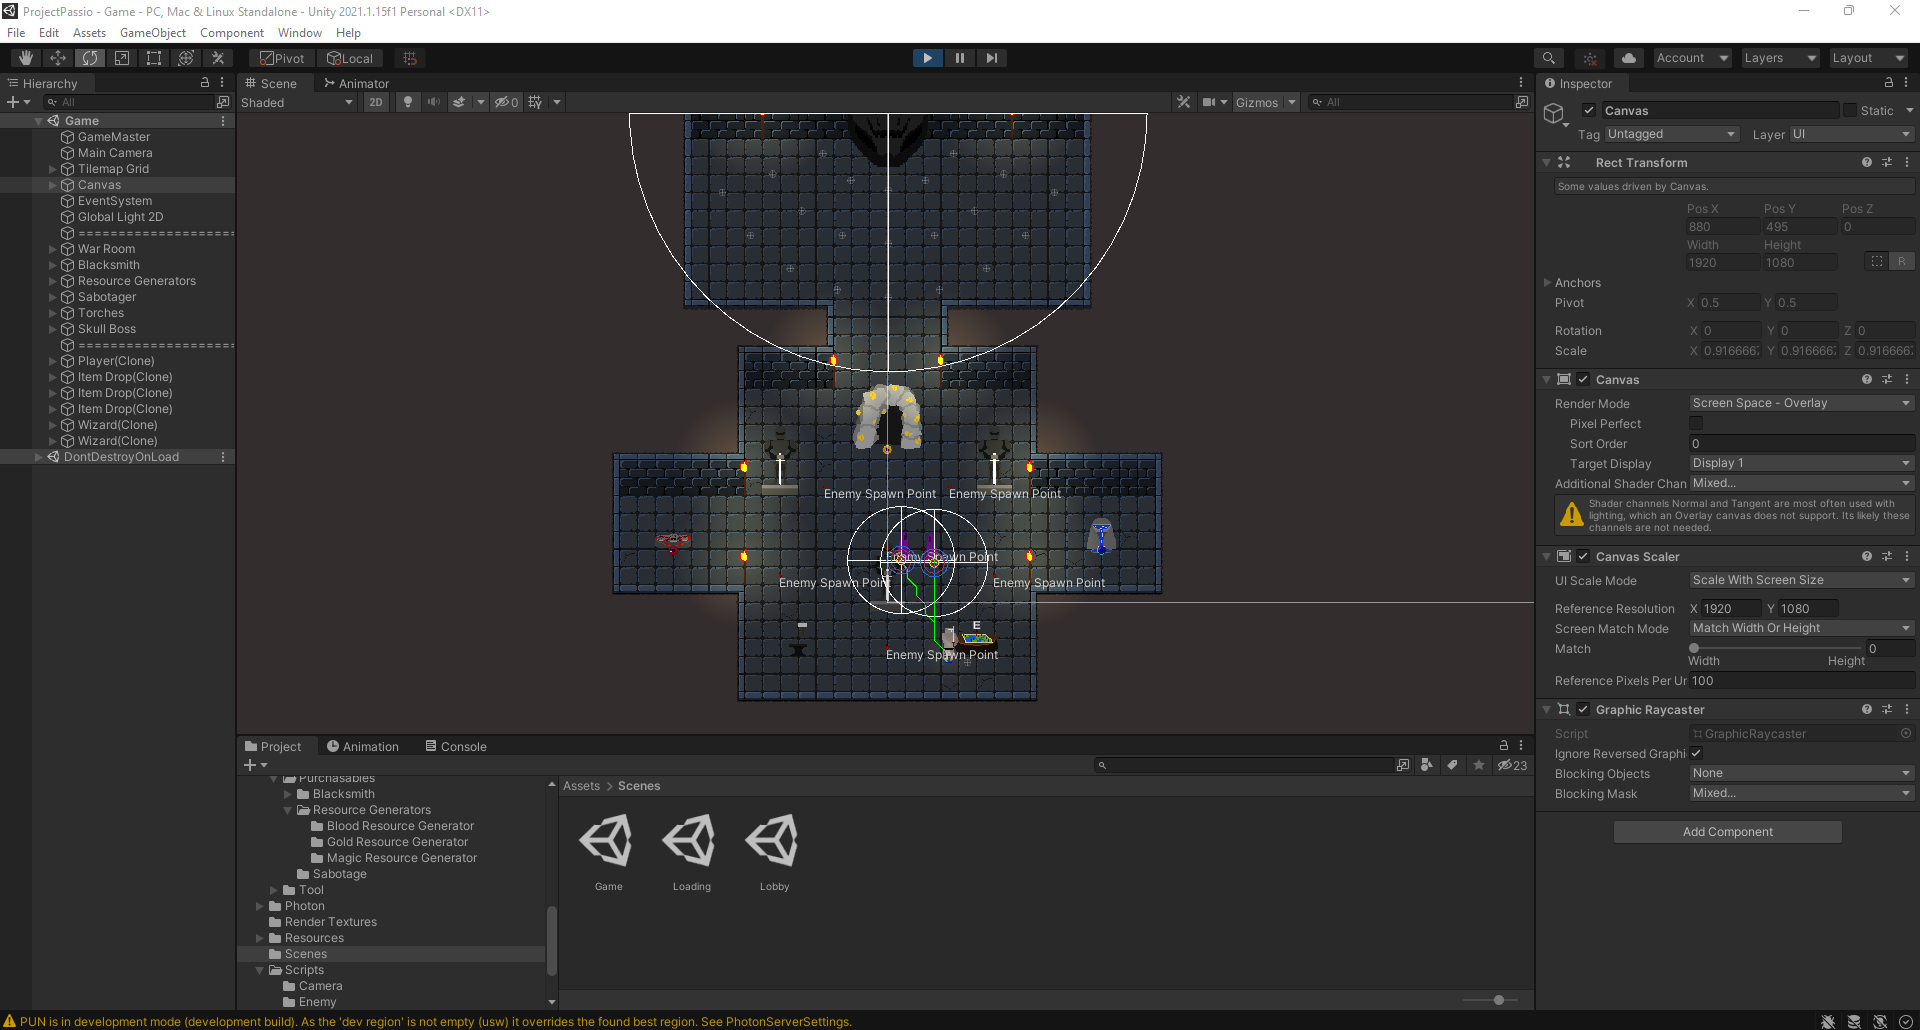 ProjectPassio - Game - PC, Mac & Linux Standalone - Unity 2021.1.15f1 Personal <DX11>
File Edit Assets GameObject Component Window Help
Pivot Local Account Layers Layout
Hierarchy
All
Game
GameMaster
Main Camera
Tilemap Grid
Canvas
EventSystem
Global Light 2D
====================
War Room
Blacksmith
Resource Generators
Sabotager
Torches
Skull Boss
====================
Player(Clone)
Item Drop(Clone)
Item Drop(Clone)
Item Drop(Clone)
Wizard(Clone)
Wizard(Clone)
DontDestroyOnLoad
Scene Animator
Shaded 2D 0 Gizmos All
Enemy Spawn Point Enemy Spawn Point
Enemy Spawn Point
Enemy Spawn Point Enemy Spawn Point
E
Enemy Spawn Point
Project Animation Console
23
Purchasables
Blacksmith
Resource Generators
Blood Resource Generator
Gold Resource Generator
Magic Resource Generator
Sabotage
Tool
Photon
Render Textures
Resources
Scenes
Scripts
Camera
Enemy
Assets > Scenes
Game Loading Lobby
Inspector
Canvas Static
Tag Untagged Layer UI
Rect Transform
Some values driven by Canvas.
Pos X Pos Y Pos Z
880 495 0
Width Height
1920 1080 R
Anchors
Pivot X 0.5 Y 0.5
Rotation X 0 Y 0 Z 0
Scale X 0.916666 Y 0.916666 Z 0.916666
Canvas
Render Mode Screen Space - Overlay
Pixel Perfect
Sort Order 0
Target Display Display 1
Additional Shader Chan Mixed...
Shader channels Normal and Tangent are most often used with
lighting, which an Overlay canvas does not support. Its likely these
channels are not needed.
Canvas Scaler
UI Scale Mode Scale With Screen Size
Reference Resolution X 1920 Y 1080
Screen Match Mode Match Width Or Height
Match 0
Width Height
Reference Pixels Per Ur 100
Graphic Raycaster
Script GraphicRaycaster
Ignore Reversed Graphi
Blocking Objects None
Blocking Mask Mixed...
Add Component
PUN is in development mode (development build). As the 'dev region' is not empty (usw) it overrides the found best region. See PhotonServerSettings.